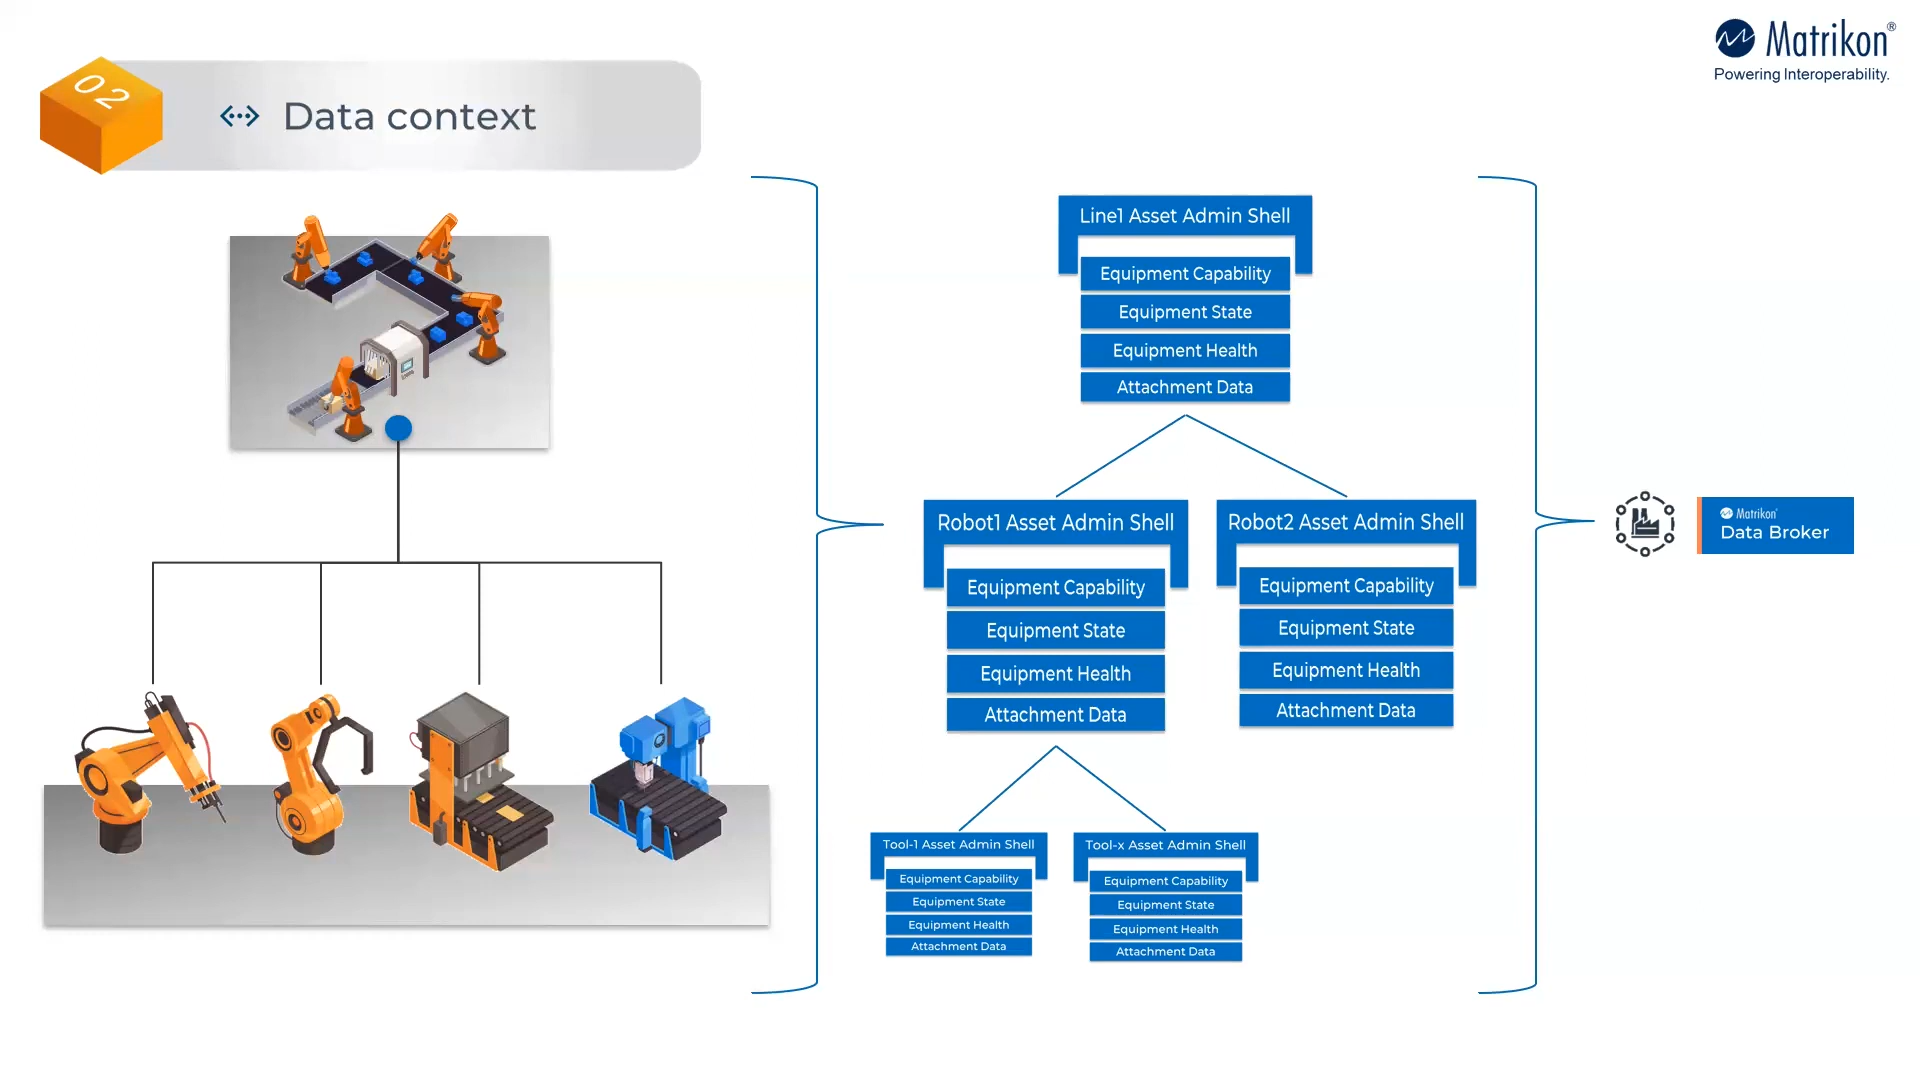 02
Data context
Matrikon®
Powering Interoperability.
Line1 Asset Admin Shell
Equipment Capability
Equipment State
Equipment Health
Attachment Data
Robot1 Asset Admin Shell
Equipment Capability
Equipment State
Equipment Health
Attachment Data
Robot2 Asset Admin Shell
Equipment Capability
Equipment State
Equipment Health
Attachment Data
Tool-1 Asset Admin Shell
Equipment Capability
Equipment State
Equipment Health
Attachment Data
Tool-x Asset Admin Shell
Equipment Capability
Equipment State
Equipment Health
Attachment Data
Matrikon®
Data Broker